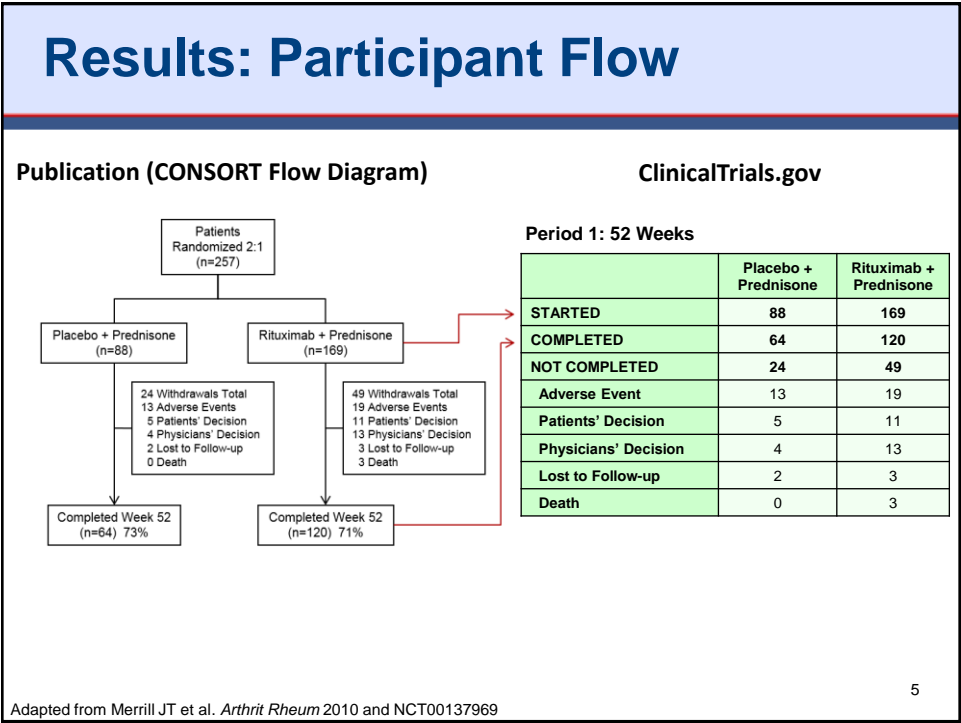 Results: Participant Flow
Publication (CONSORT Flow Diagram)
Patients
Randomized 2:1
(n=257)
Placebo + Prednisone
(n=88)
Rituximab + Prednisone
(n=169)
24 Withdrawals Total
13 Adverse Events
5 Patients' Decision
4 Physicians' Decision
2 Lost to Follow-up
0 Death
49 Withdrawals Total
19 Adverse Events
11 Patients' Decision
13 Physicians' Decision
3 Lost to Follow-up
3 Death
Completed Week 52
(n=64) 73%
Completed Week 52
(n=120) 71%
ClinicalTrials.gov
Period 1: 52 Weeks
Placebo + Prednisone Rituximab + Prednisone
STARTED 88 169
COMPLETED 64 120
NOT COMPLETED 24 49
Adverse Event 13 19
Patients' Decision 5 11
Physicians' Decision 4 13
Lost to Follow-up 2 3
Death 0 3
5
Adapted from Merrill JT et al. Arthrit Rheum 2010 and NCT00137969